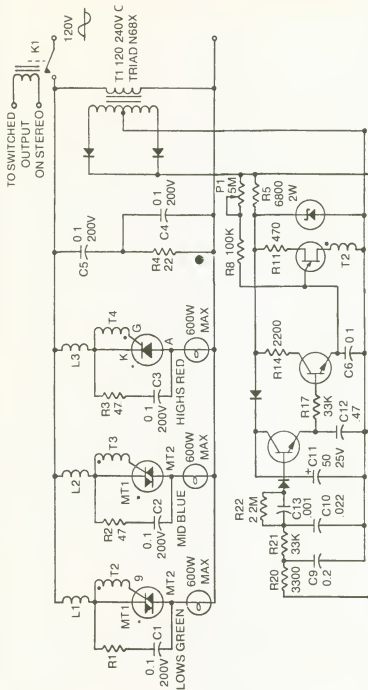 TO SWITCHED
OUTPUT
ON STEREO
K1
120V
T1 120 240V C
TRIAD N68X
C5
0 1
200V
0 1
200V
C4
R4
22
P1
5M
R8 100K
R5
6800
2W
R11
470
T2
L3
T4
K
G
A
R3
47
0 1
200V
C3
600W
MAX
HIGHS RED
L2
T3
MT1
MT2
R2
47
0.1
200V
C2
600W
MAX
MID BLUE
L1
T2
MT1
9
MT2
R1
0.1
200V
C1
600W
MAX
LOWS GREEN
R14
2200
C6
0 1
R17
33K
C12
.47
+
C11
50
25V
R22
2 2M
C13
.001
C10
.022
R21
33K
R20
3300
C9
0.2